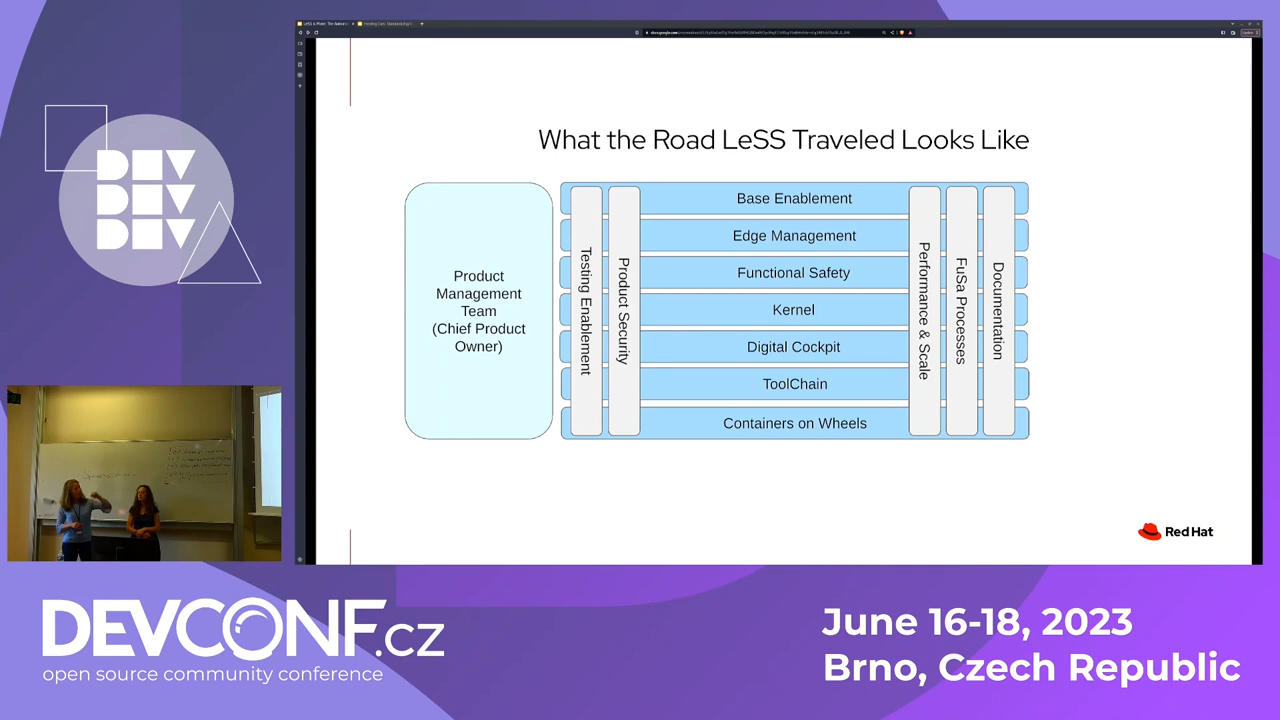 DEV
DEV
DEV
What the Road LeSS Traveled Looks Like
Product
Management
Team
(Chief Product
Owner)
Testing Enablement
Product Security
Base Enablement
Edge Management
Functional Safety
Kernel
Digital Cockpit
ToolChain
Containers on Wheels
Performance & Scale
FuSa Processes
Documentation
Red Hat
DEVCONF.cz
open source community conference
June 16-18, 2023
Brno, Czech Republic